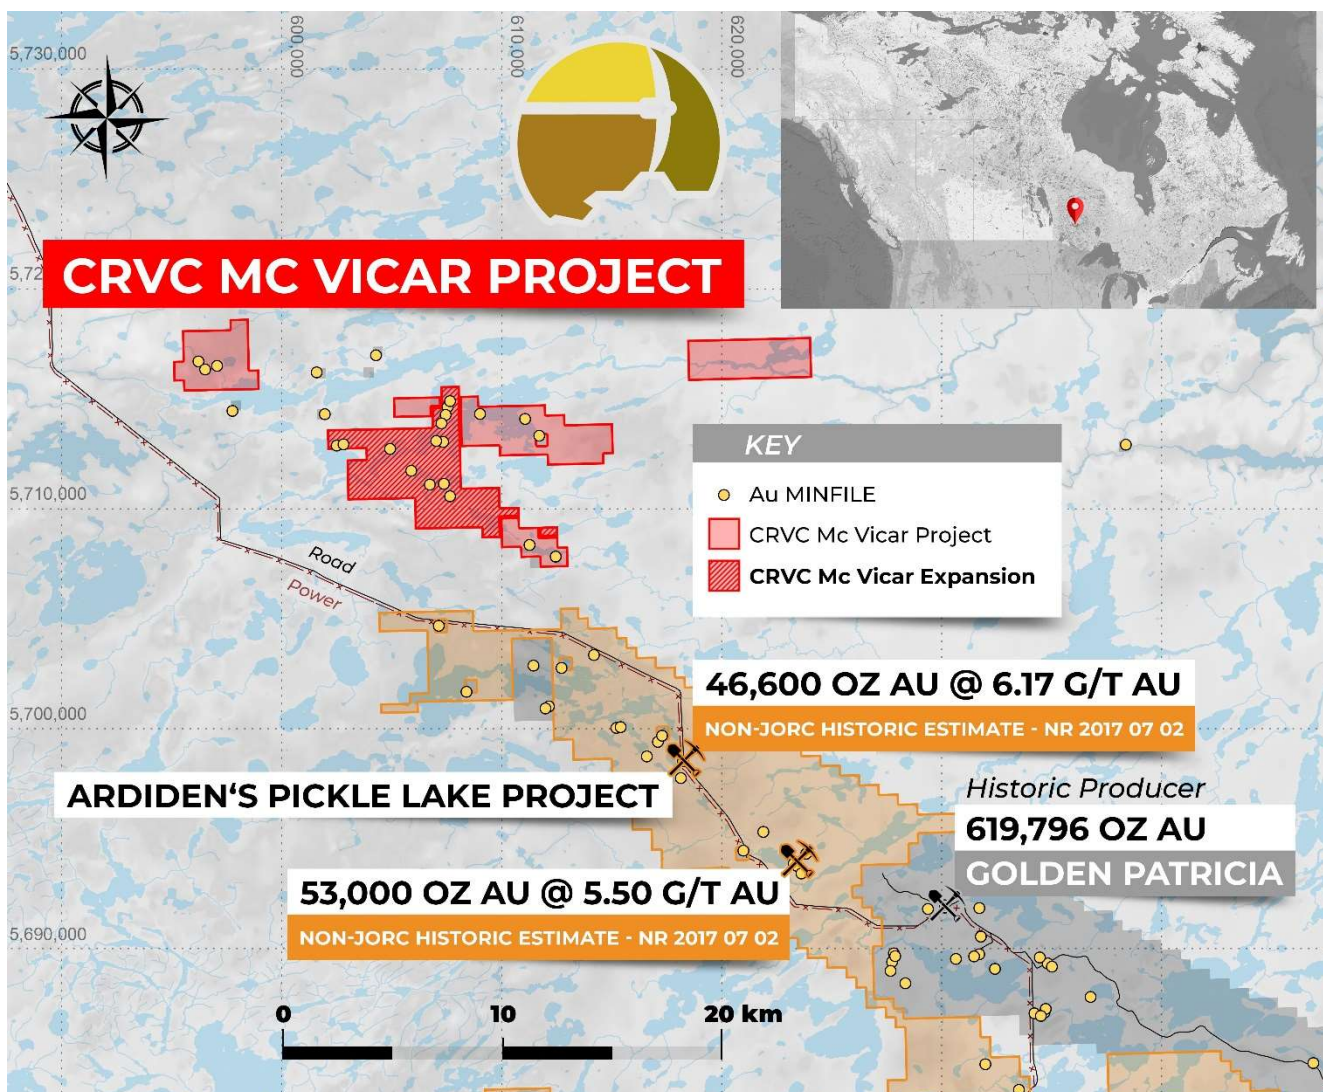 5,730,000
600,000
610,000
620,000
5,72
CRVC MC VICAR PROJECT
KEY
Au MINFILE
CRVC Mc Vicar Project
CRVC Mc Vicar Expansion
5,710,000
Road
Power
5,700,000
46,600 OZ AU @ 6.17 G/T AU
NON-JORC HISTORIC ESTIMATE - NR 2017 07 02
ARDIDEN‘S PICKLE LAKE PROJECT
Historic Producer
619,796 OZ AU
GOLDEN PATRICIA
53,000 OZ AU @ 5.50 G/T AU
NON-JORC HISTORIC ESTIMATE - NR 2017 07 02
5,690,000
0 10 20 km